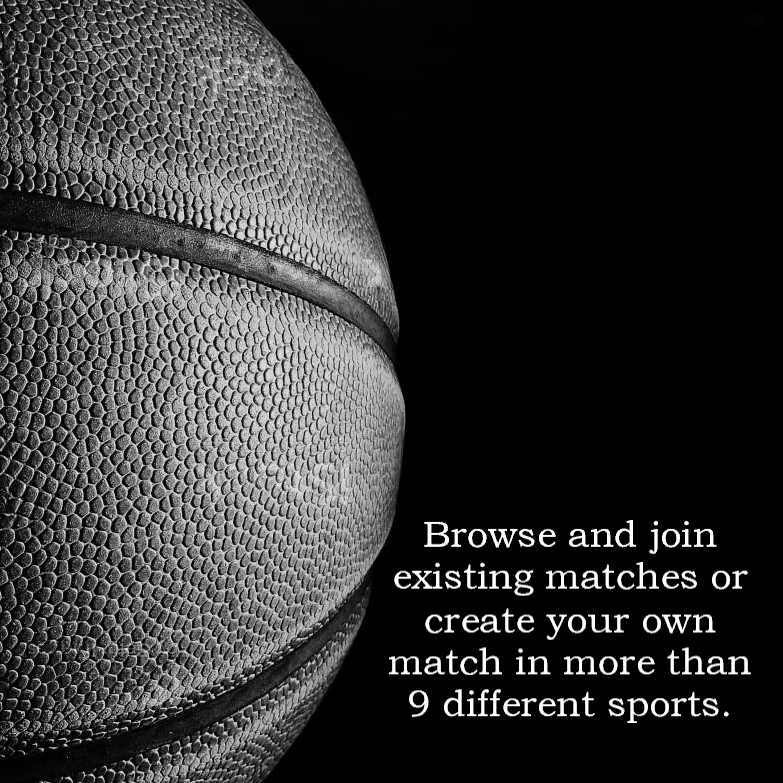 Browse and join
existing matches or
create your own
match in more than
9 different sports.